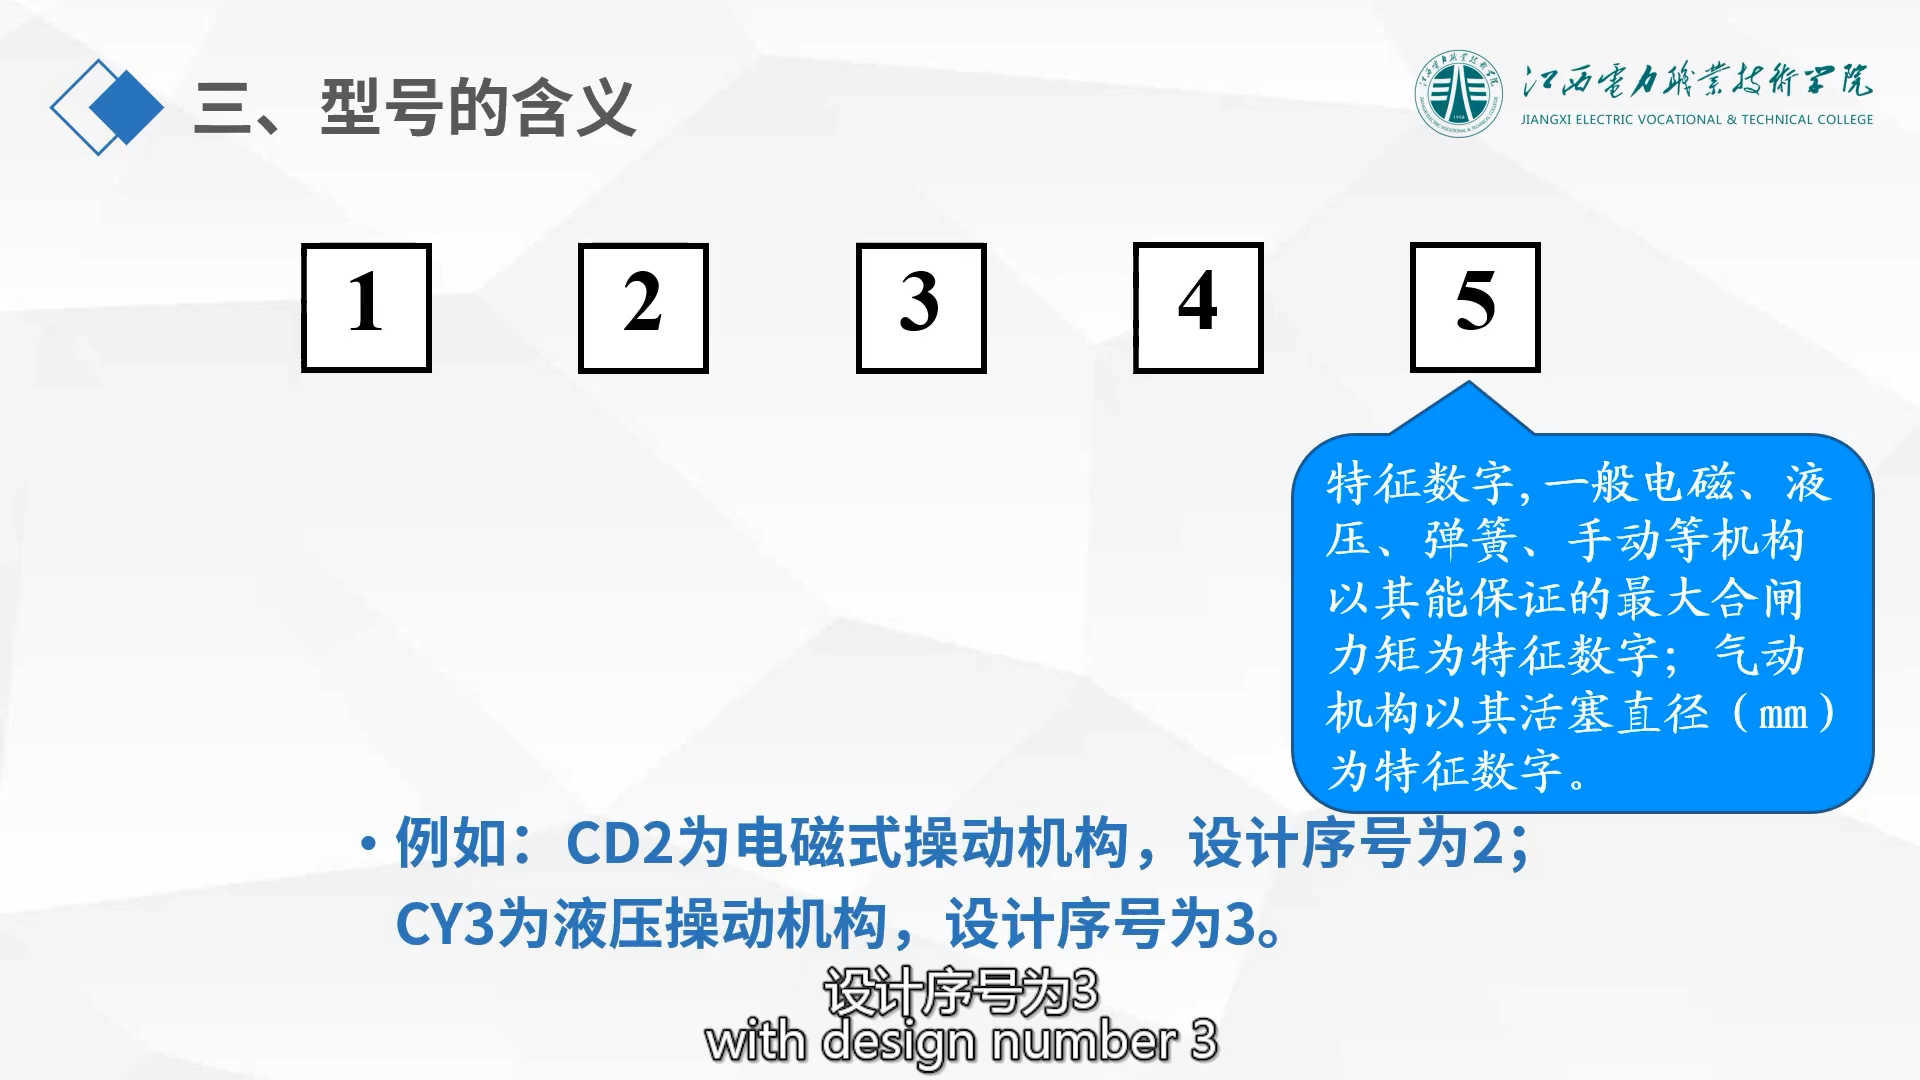 三、型号的含义
江西電力職業技術学院
JIANGXI ELECTRIC VOCATIONAL & TECHNICAL COLLEGE
1 2 3 4 5
特征数字,一般电磁、液
压、弹簧、手动等机构
以其能保证的最大合闸
力矩为特征数字；气动
机构以其活塞直径（mm）
为特征数字。
•例如：CD2为电磁式操动机构，设计序号为2；
CY3为液压操动机构，设计序号为3。
设计序号为3
with design number 3